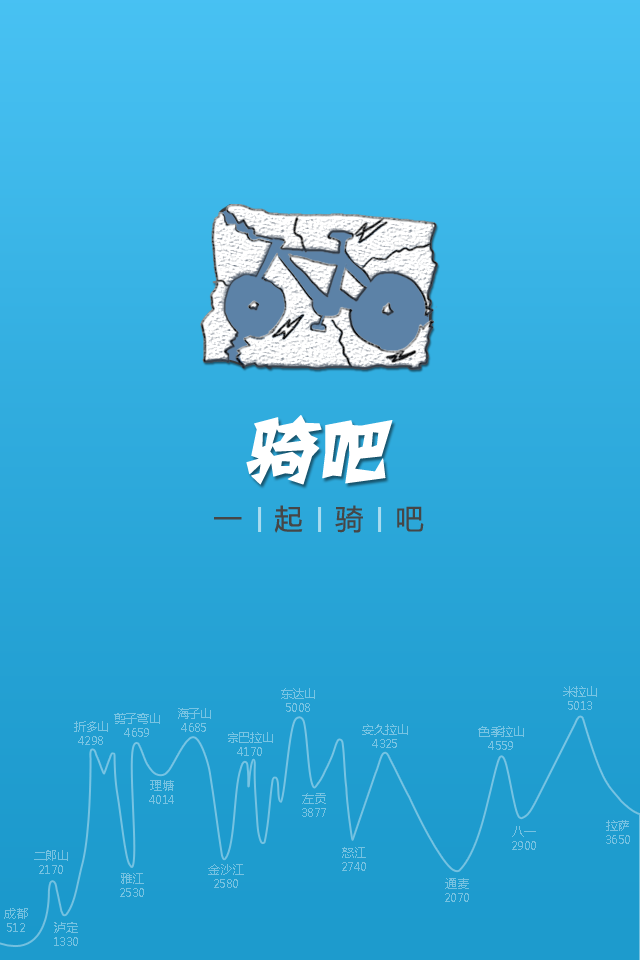 骑吧
一|起|骑|吧
成都
512
二郎山
2170
泸定
1330
折多山
4298
剪子弯山
4659
雅江
2530
理塘
4014
海子山
4685
金沙江
2580
宗巴拉山
4170
东达山
5008
左贡
3877
怒江
2740
安久拉山
4325
通麦
2070
色季拉山
4559
八一
2900
米拉山
5013
拉萨
3650